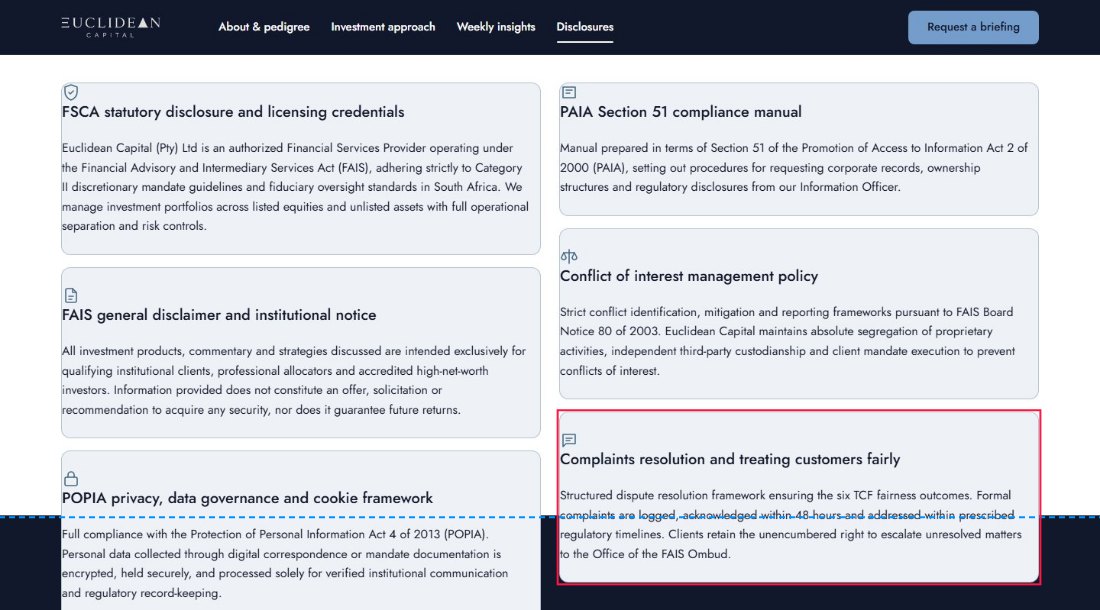 EUCLIDEAN
CAPITAL
About & pedigree
Investment approach
Weekly insights
Disclosures
Request a briefing
FSCA statutory disclosure and licensing credentials
Euclidean Capital (Pty) Ltd is an authorized Financial Services Provider operating under
the Financial Advisory and Intermediary Services Act (FAIS), adhering strictly to Category
II discretionary mandate guidelines and fiduciary oversight standards in South Africa. We
manage investment portfolios across listed equities and unlisted assets with full operational
separation and risk controls.
FAIS general disclaimer and institutional notice
All investment products, commentary and strategies discussed are intended exclusively for
qualifying institutional clients, professional allocators and accredited high-net-worth
investors. Information provided does not constitute an offer, solicitation or
recommendation to acquire any security, nor does it guarantee future returns.
POPIA privacy, data governance and cookie framework
Full compliance with the Protection of Personal Information Act 4 of 2013 (POPIA).
Personal data collected through digital correspondence or mandate documentation is
encrypted, held securely, and processed solely for verified institutional communication
and regulatory record-keeping.
PAIA Section 51 compliance manual
Manual prepared in terms of Section 51 of the Promotion of Access to Information Act 2 of
2000 (PAIA), setting out procedures for requesting corporate records, ownership
structures and regulatory disclosures from our Information Officer.
Conflict of interest management policy
Strict conflict identification, mitigation and reporting frameworks pursuant to FAIS Board
Notice 80 of 2003. Euclidean Capital maintains absolute segregation of proprietary
activities, independent third-party custodianship and client mandate execution to prevent
conflicts of interest.
Complaints resolution and treating customers fairly
Structured dispute resolution framework ensuring the six TCF fairness outcomes. Formal
complaints are logged, acknowledged within 48 hours and addressed within prescribed
regulatory timelines. Clients retain the unencumbered right to escalate unresolved matters
to the Office of the FAIS Ombud.